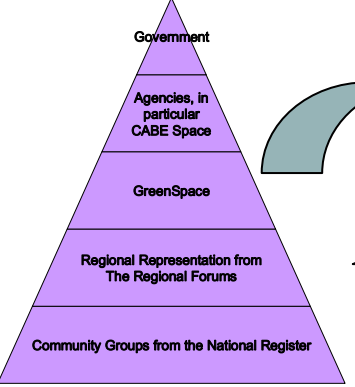 Government
Agencies, in
particular
CABE Space
GreenSpace
Regional Representation from
The Regional Forums
Community Groups from the National Register